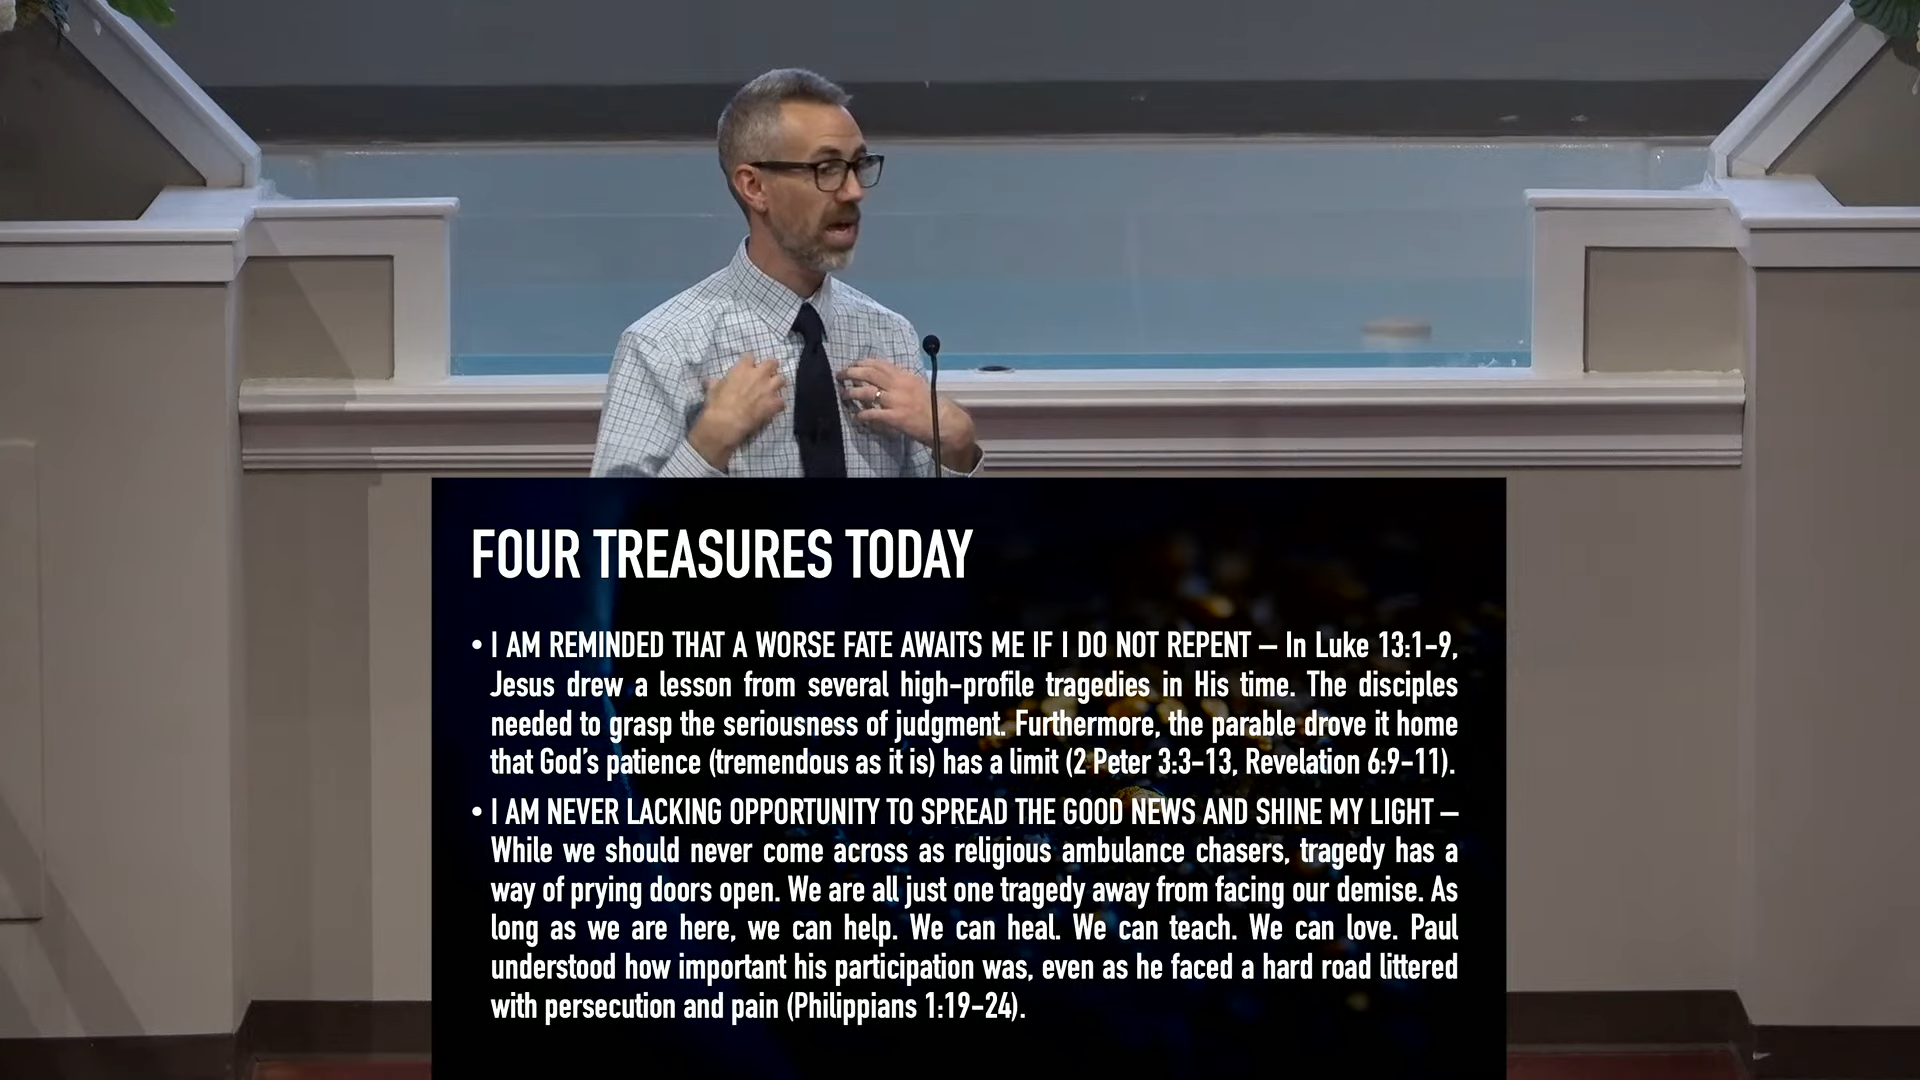 FOUR TREASURES TODAY
• I AM REMINDED THAT A WORSE FATE AWAITS ME IF I DO NOT REPENT – In Luke 13:1-9,
Jesus drew a lesson from several high-profile tragedies in His time. The disciples
needed to grasp the seriousness of judgment. Furthermore, the parable drove it home
that God's patience (tremendous as it is) has a limit (2 Peter 3:3-13, Revelation 6:9-11).
• I AM NEVER LACKING OPPORTUNITY TO SPREAD THE GOOD NEWS AND SHINE MY LIGHT –
While we should never come across as religious ambulance chasers, tragedy has a
way of prying doors open. We are all just one tragedy away from facing our demise. As
long as we are here, we can help. We can heal. We can teach. We can love. Paul
understood how important his participation was, even as he faced a hard road littered
with persecution and pain (Philippians 1:19-24).